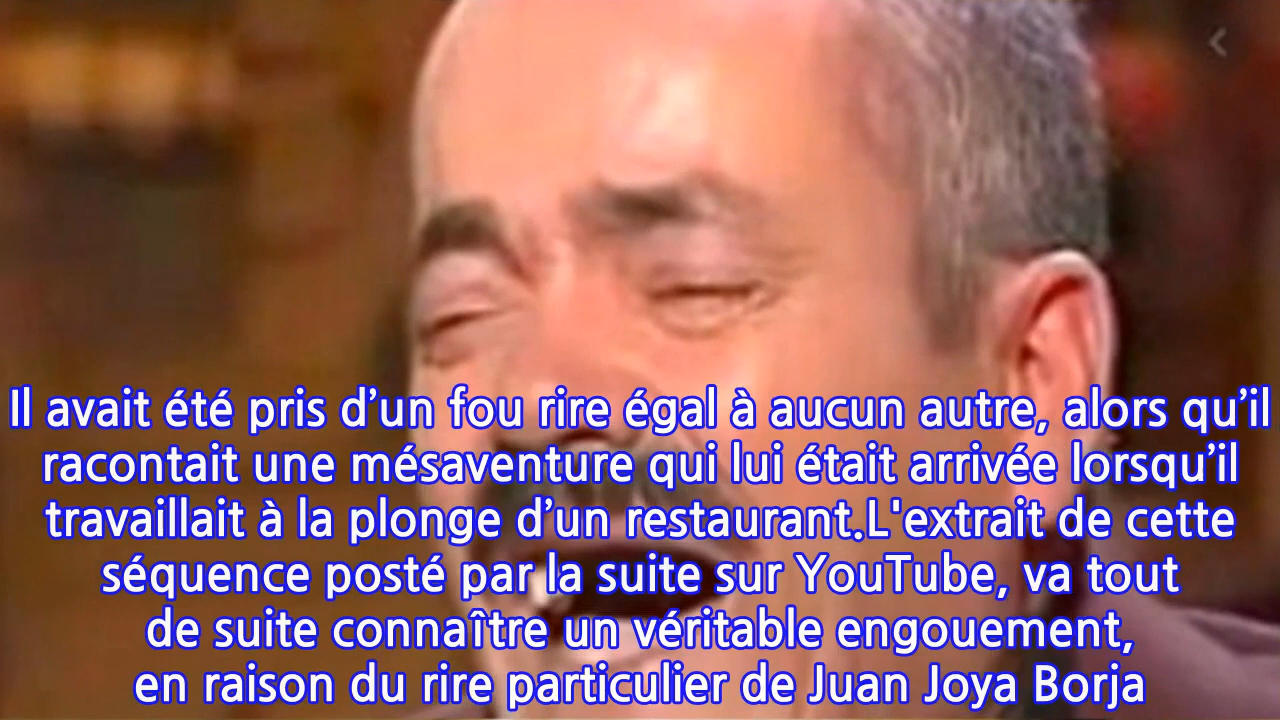 Il avait été pris d’un fou rire égal à aucun autre, alors qu’il
racontait une mésaventure qui lui était arrivée lorsqu’il
travaillait à la plonge d’un restaurant.L'extrait de cette
séquence posté par la suite sur YouTube, va tout
de suite connaître un véritable engouement,
en raison du rire particulier de Juan Joya Borja